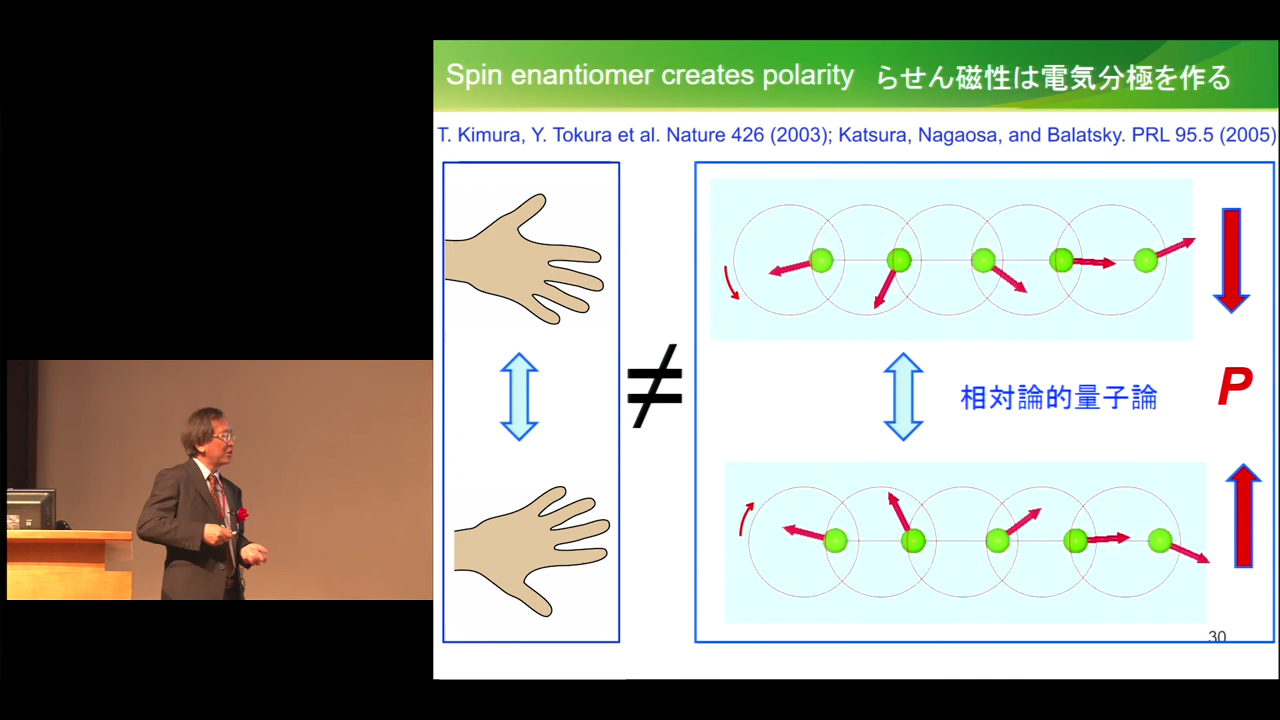 Spin enantiomer creates polarity らせん磁性は電気分極を作る
T. Kimura, Y. Tokura et al. Nature 426 (2003); Katsura, Nagaosa, and Balatsky. PRL 95.5 (2005)
≠
相対論的量子論
P
30